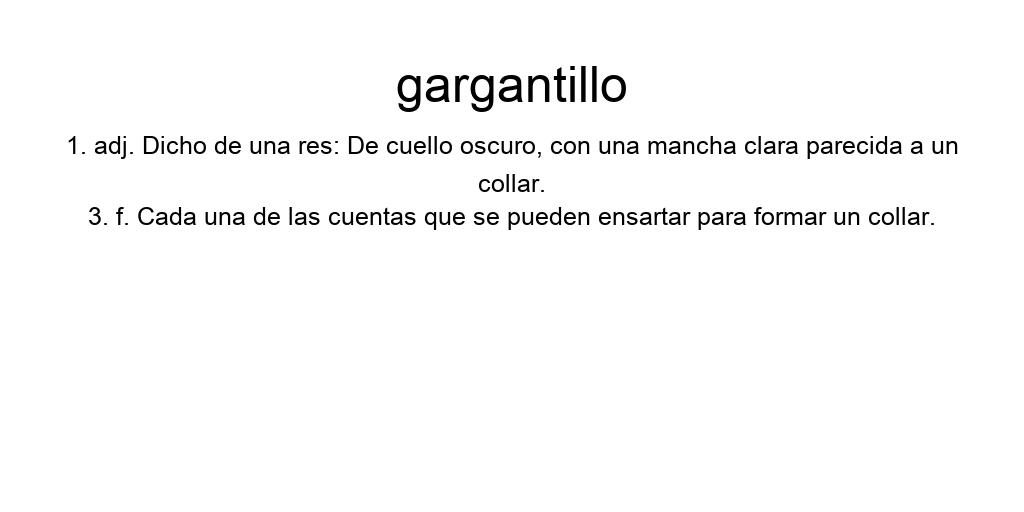 gargantillo
1. adj. Dicho de una res: De cuello oscuro, con una mancha clara parecida a un
collar.
3. f. Cada una de las cuentas que se pueden ensartar para formar un collar.